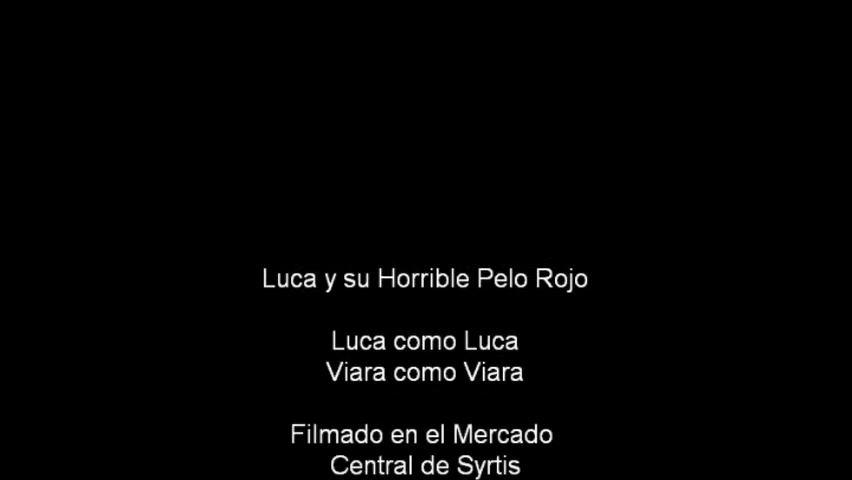 Luca y su Horrible Pelo Rojo
Luca como Luca
Viara como Viara
Filmado en el Mercado
Central de Syrtis